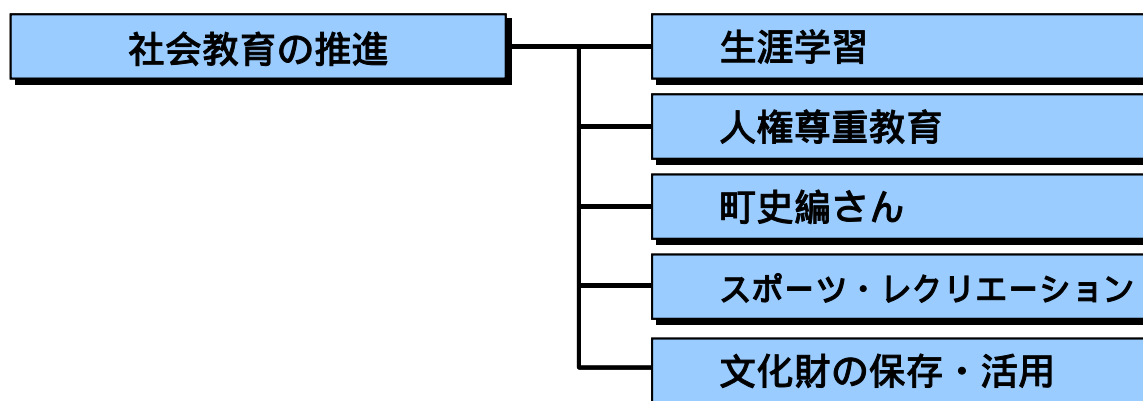 社会教育の推進
生涯学習
人権尊重教育
町史編さん
スポーツ・レクリエーション
文化財の保存・活用